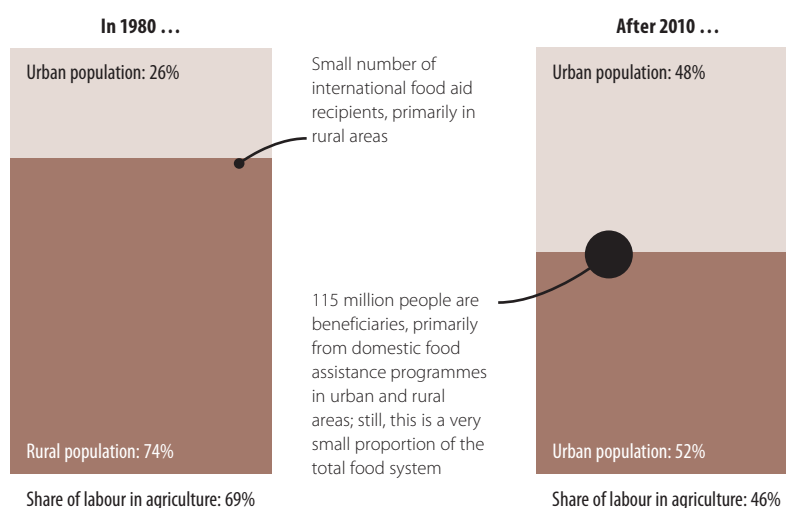 In 1980 …
Urban population: 26%
Rural population: 74%
Share of labour in agriculture: 69%
Small number of
international food aid
recipients, primarily in
rural areas
115 million people are
beneficiaries, primarily
from domestic food
assistance programmes
in urban and rural
areas; still, this is a very
small proportion of the
total food system
After 2010 …
Urban population: 48%
Urban population: 52%
Share of labour in agriculture: 46%